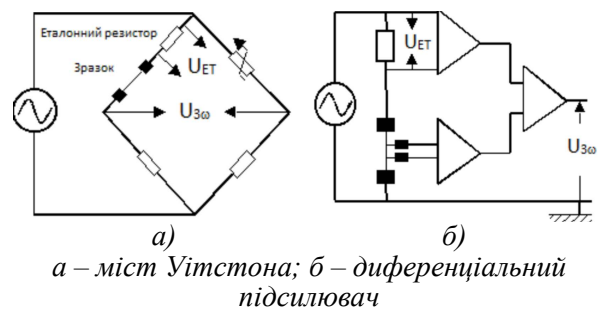 Еталонний резистор
Зразок
UЕТ
U3ω
UЕТ
U3ω
а)
б)
а – міст Уітстона; б – диференціальний
підсилювач